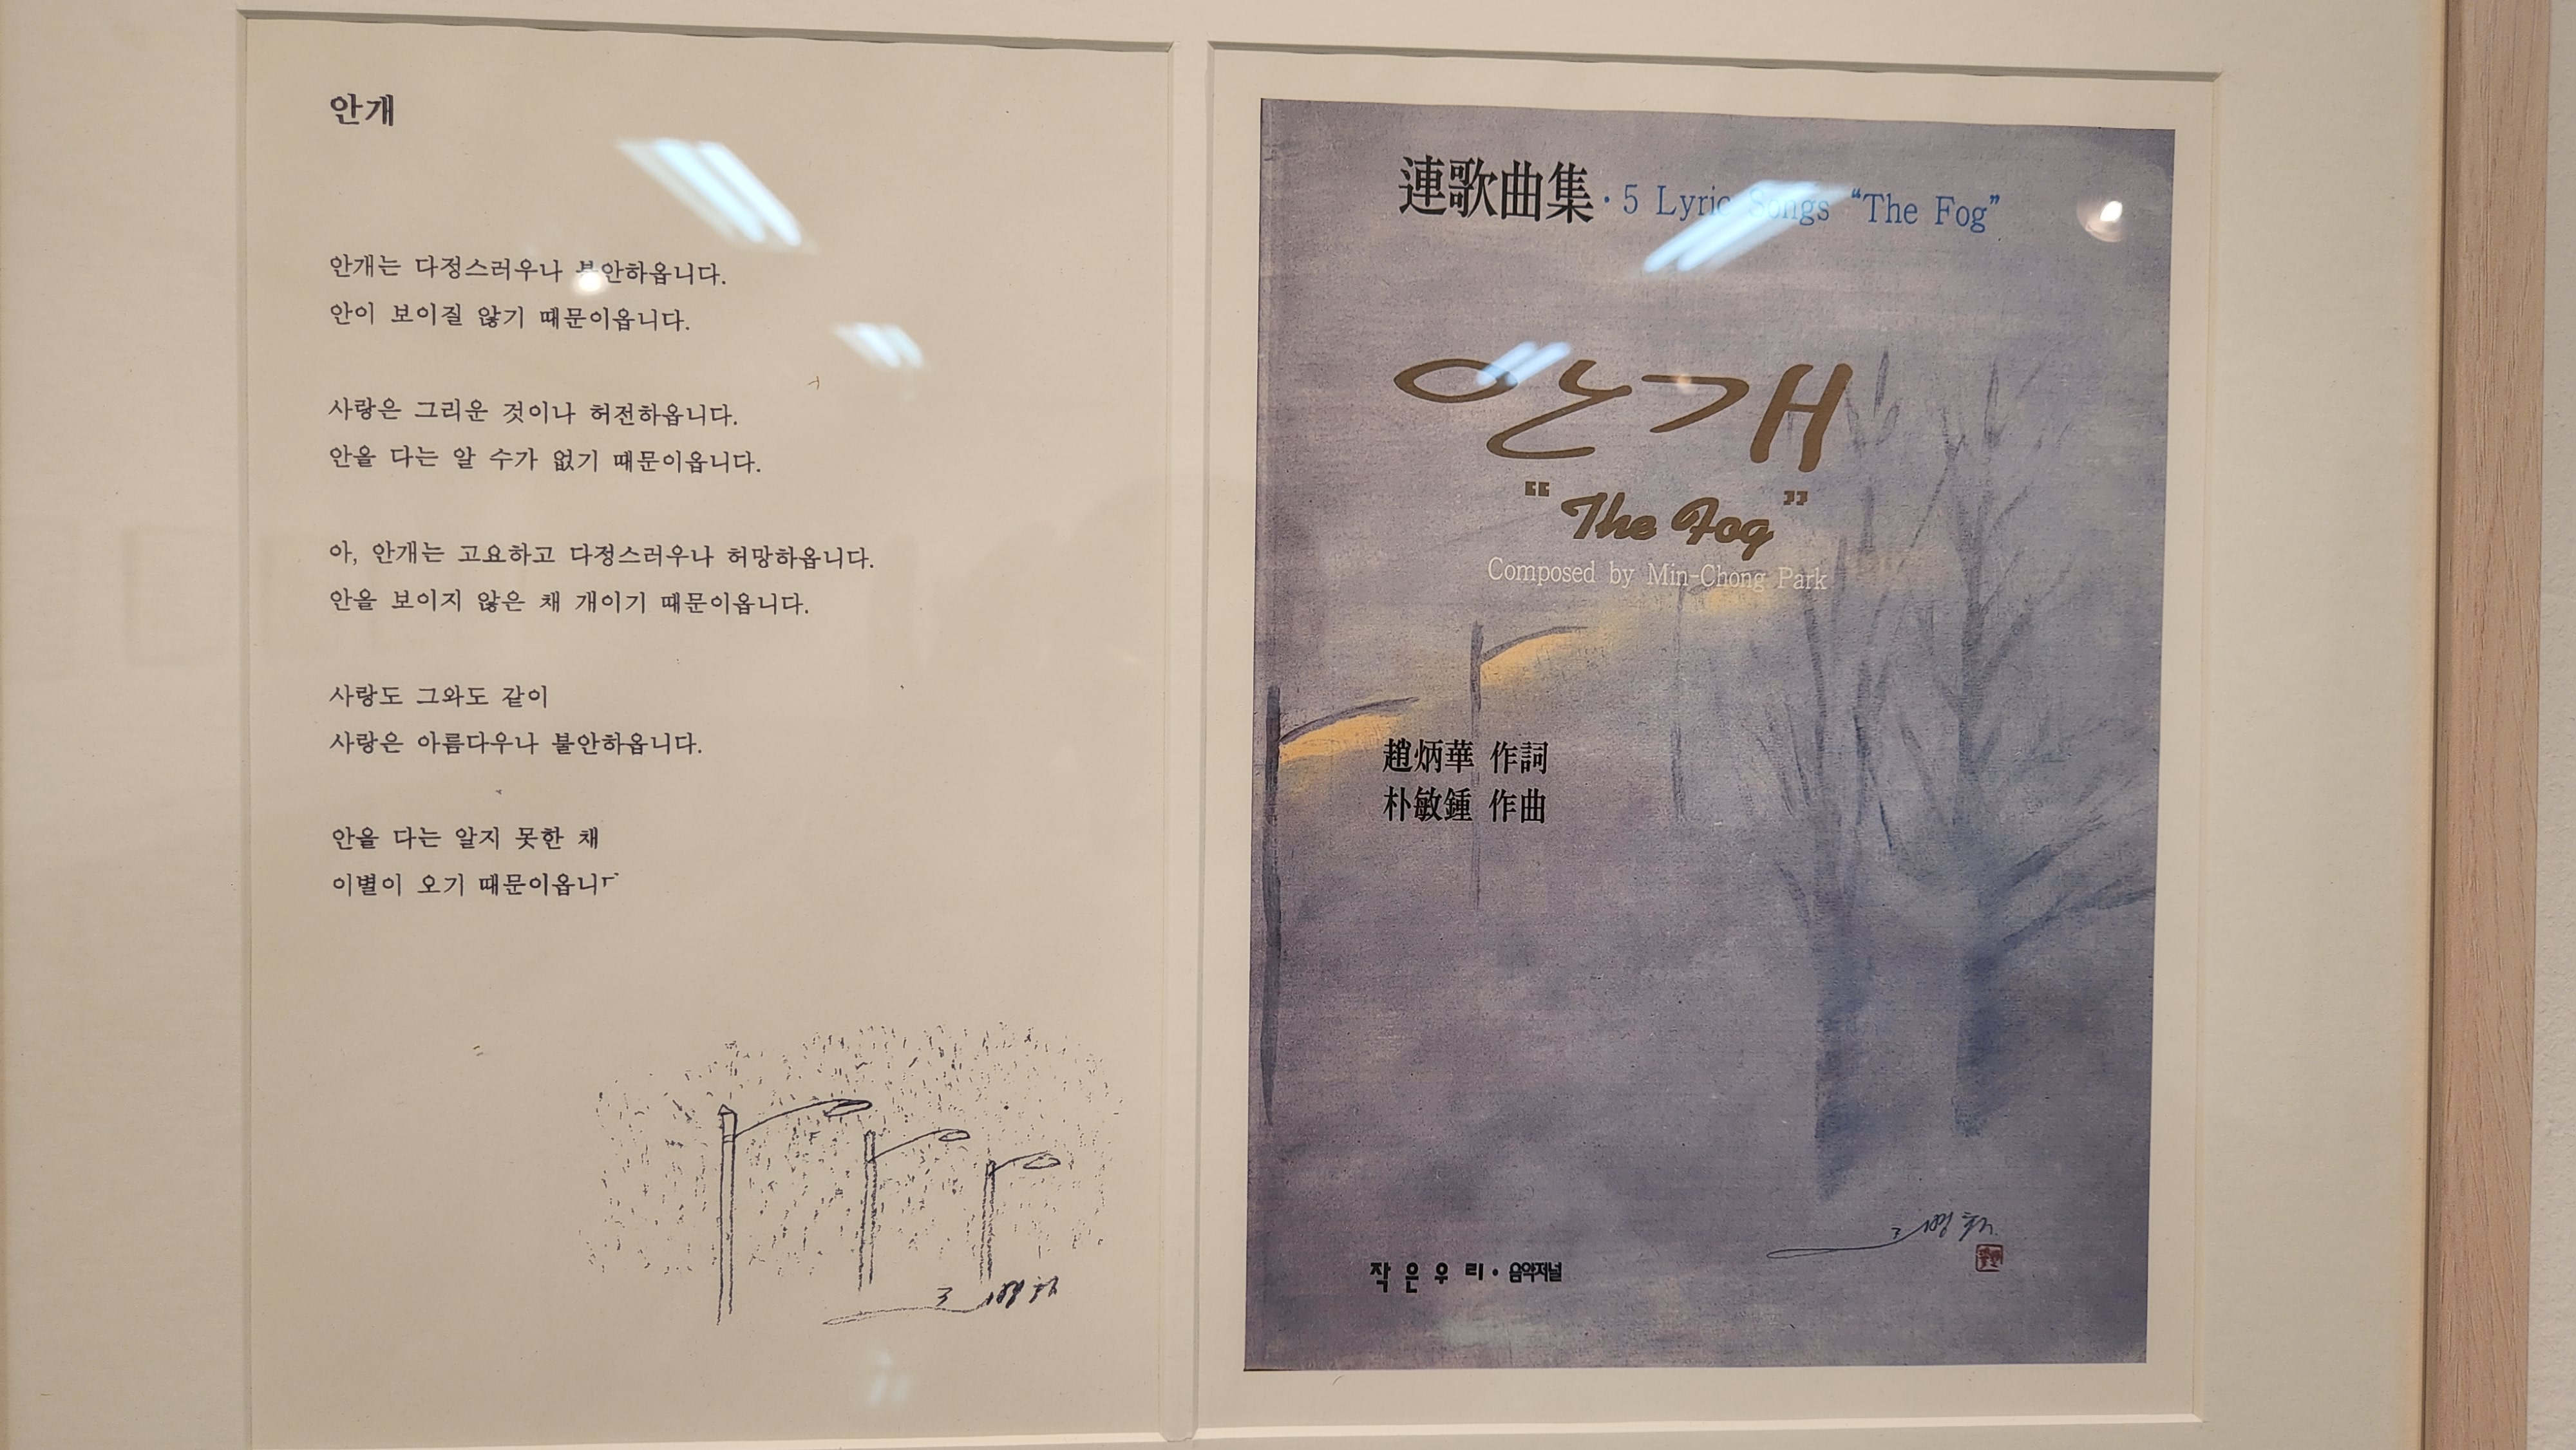 안개
안개는 다정스러우나 불안하옵니다.
안이 보이질 않기 때문이옵니다.
사랑은 그리운 것이나 허전하옵니다.
안을 다는 알 수가 없기 때문이옵니다.
아, 안개는 고요하고 다정스러우나 허망하옵니다.
안을 보이지 않은 채 개이기 때문이옵니다.
사랑도 그와도 같이
사랑은 아름다우나 불안하옵니다.
안을 다는 알지 못한 채
이별이 오기 때문이옵니
連歌曲集·5 Lyric Songs “The Fog”
안개
“The Fog”
Composed by Min-Chong Park
趙炳華 作詞
朴敏鍾 作曲
작은우리·음악저널